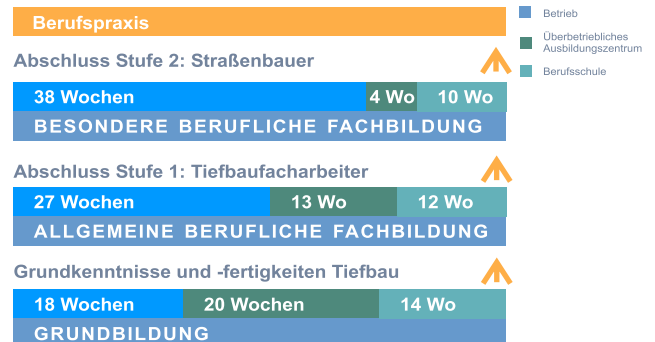 Berufspraxis
Abschluss Stufe 2: Straßenbauer
38 Wochen 4 Wo 10 Wo
BESONDERE BERUFLICHE FACHBILDUNG
Abschluss Stufe 1: Tiefbaufacharbeiter
27 Wochen 13 Wo 12 Wo
ALLGEMEINE BERUFLICHE FACHBILDUNG
Grundkenntnisse und -fertigkeiten Tiefbau
18 Wochen 20 Wochen 14 Wo
GRUNDBILDUNG
Betrieb
Überbetriebliches
Ausbildungszentrum
Berufsschule